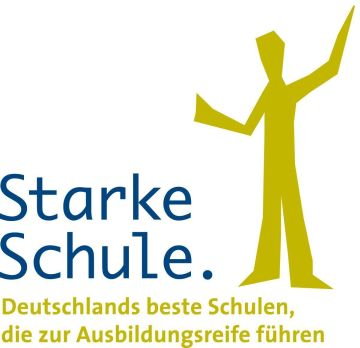 Starke
Schule.
Deutschlands beste Schulen,
die zur Ausbildungsreife führen